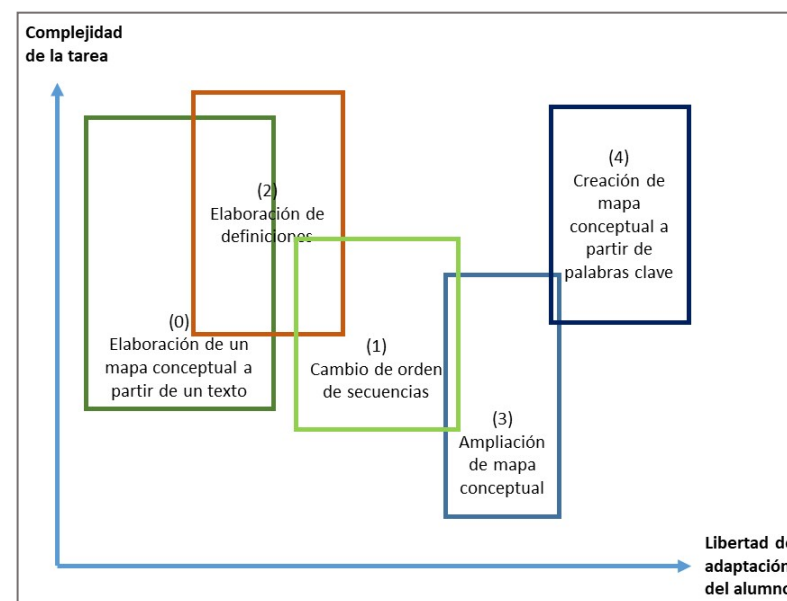 Complejidad
de la tarea
(2)
Elaboración de
definiciones
(4)
Creación de
mapa
conceptual a
partir de
palabras clave
(0)
Elaboración de un
mapa conceptual a
partir de un texto
(1)
Cambio de orden
de secuencias
(3)
Ampliación
de mapa
conceptual
Libertad de
adaptación
del alumno